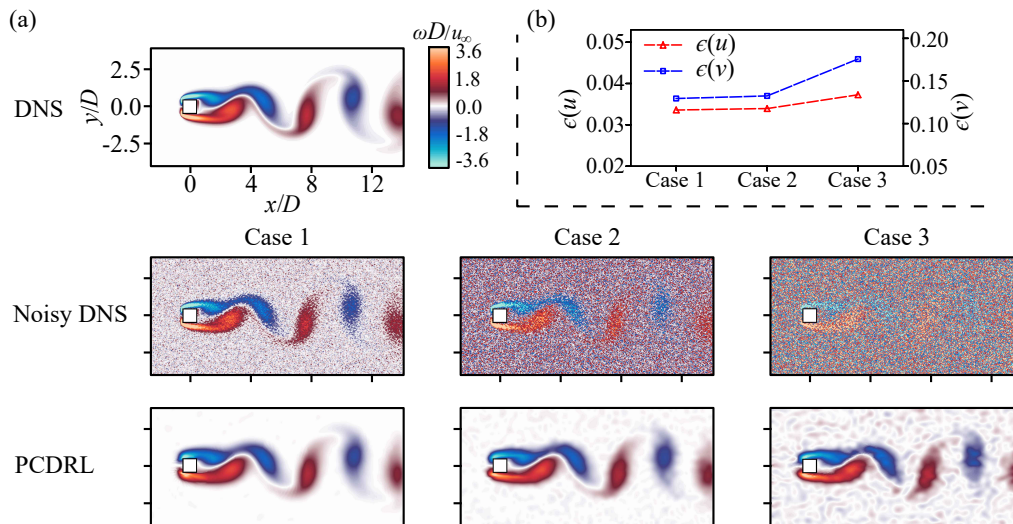 (a)
DNS
y/D
2.5
0.0
-2.5
0
4
8
12
x/D
ωD/u∞
3.6
1.8
0.0
-1.8
-3.6
(b)
ϵ(u)
0.05
0.04
0.03
0.02
ϵ(u)
ϵ(v)
0.20
0.15
0.10
0.05
ϵ(v)
Case 1 Case 2 Case 3
Case 1 Case 2 Case 3
Noisy DNS
PCDRL